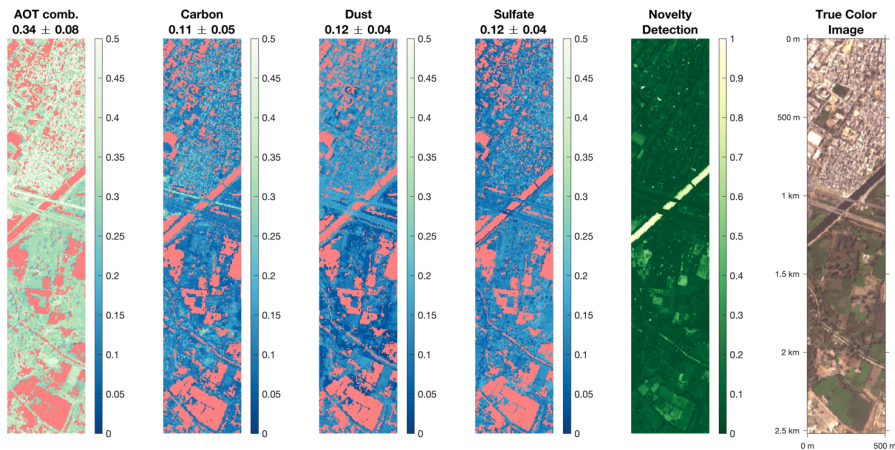 AOT comb.
0.34 ± 0.08
Carbon
0.11 ± 0.05
Dust
0.12 ± 0.04
Sulfate
0.12 ± 0.04
Novelty
Detection
True Color
Image
0.5
0.45
0.4
0.35
0.3
0.25
0.2
0.15
0.1
0.05
0
0.5
0.45
0.4
0.35
0.3
0.25
0.2
0.15
0.1
0.05
0
0.5
0.45
0.4
0.35
0.3
0.25
0.2
0.15
0.1
0.05
0
0.5
0.45
0.4
0.35
0.3
0.25
0.2
0.15
0.1
0.05
0
1
0.9
0.8
0.7
0.6
0.5
0.4
0.3
0.2
0.1
0
0 m
500 m
1 km
1.5 km
2 km
2.5 km
0 m
500 m